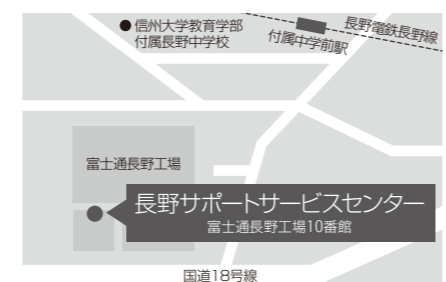 信州大学教育学部
付属長野中学校
付属中学前駅
長野電鉄長野線
富士通長野工場
長野サポートサービスセンター
富士通長野工場10番館
国道18号線